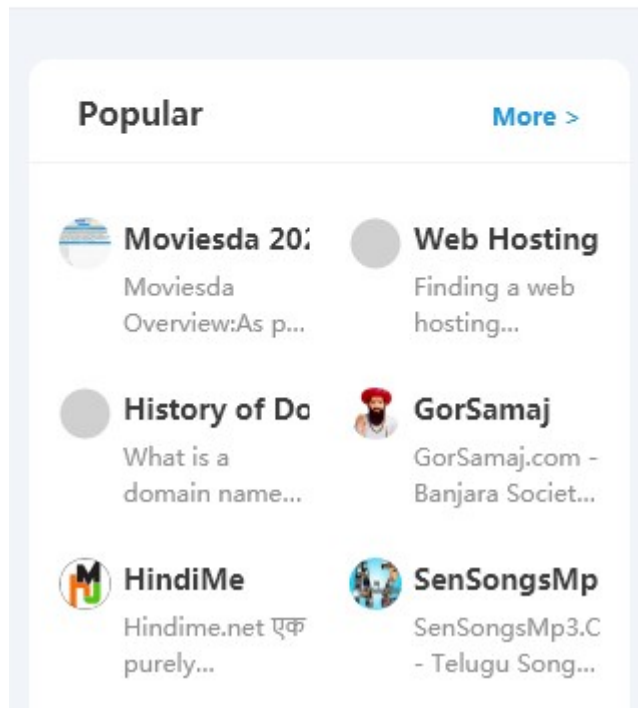 Popular
More >
Moviesda 202
Moviesda
Overview:As p...
Web Hosting
Finding a web
hosting...
History of Do
What is a
domain name...
GorSamaj
GorSamaj.com -
Banjara Societ...
HindiMe
Hindime.net एक
purely...
SenSongsMp
SenSongsMp3.C
- Telugu Song...